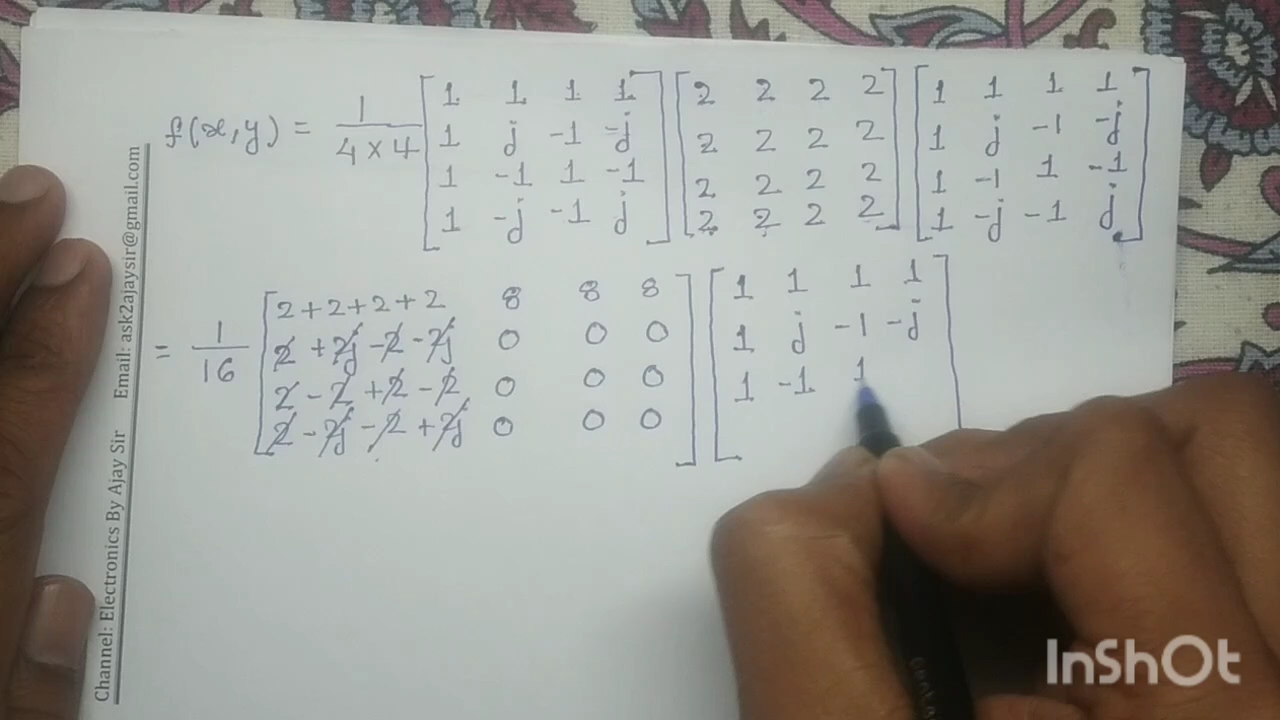 f(x,y) = 1/(4×4) [1 1 1 1] [2 2 2 2] [1 1 1 1]
[1 j -1 -j] [2 2 2 2] [1 j -1 -j]
[1 -1 1 -1] [2 2 2 2] [1 -1 1 -1]
[1 -j -1 j] [2 2 2 2] [1 -j -1 j]
= 1/16 [2+2+2+2 8 8 8] [1 1 1 1]
[2+2j-2-2j 0 0 0] [1 j -1 -j]
[2-2+2-2 0 0 0] [1 -1 1
[2-2j-2+2j 0 0 0]
Channel: Electronics By Ajay Sir Email: ask2ajaysir@gmail.com
InShOt